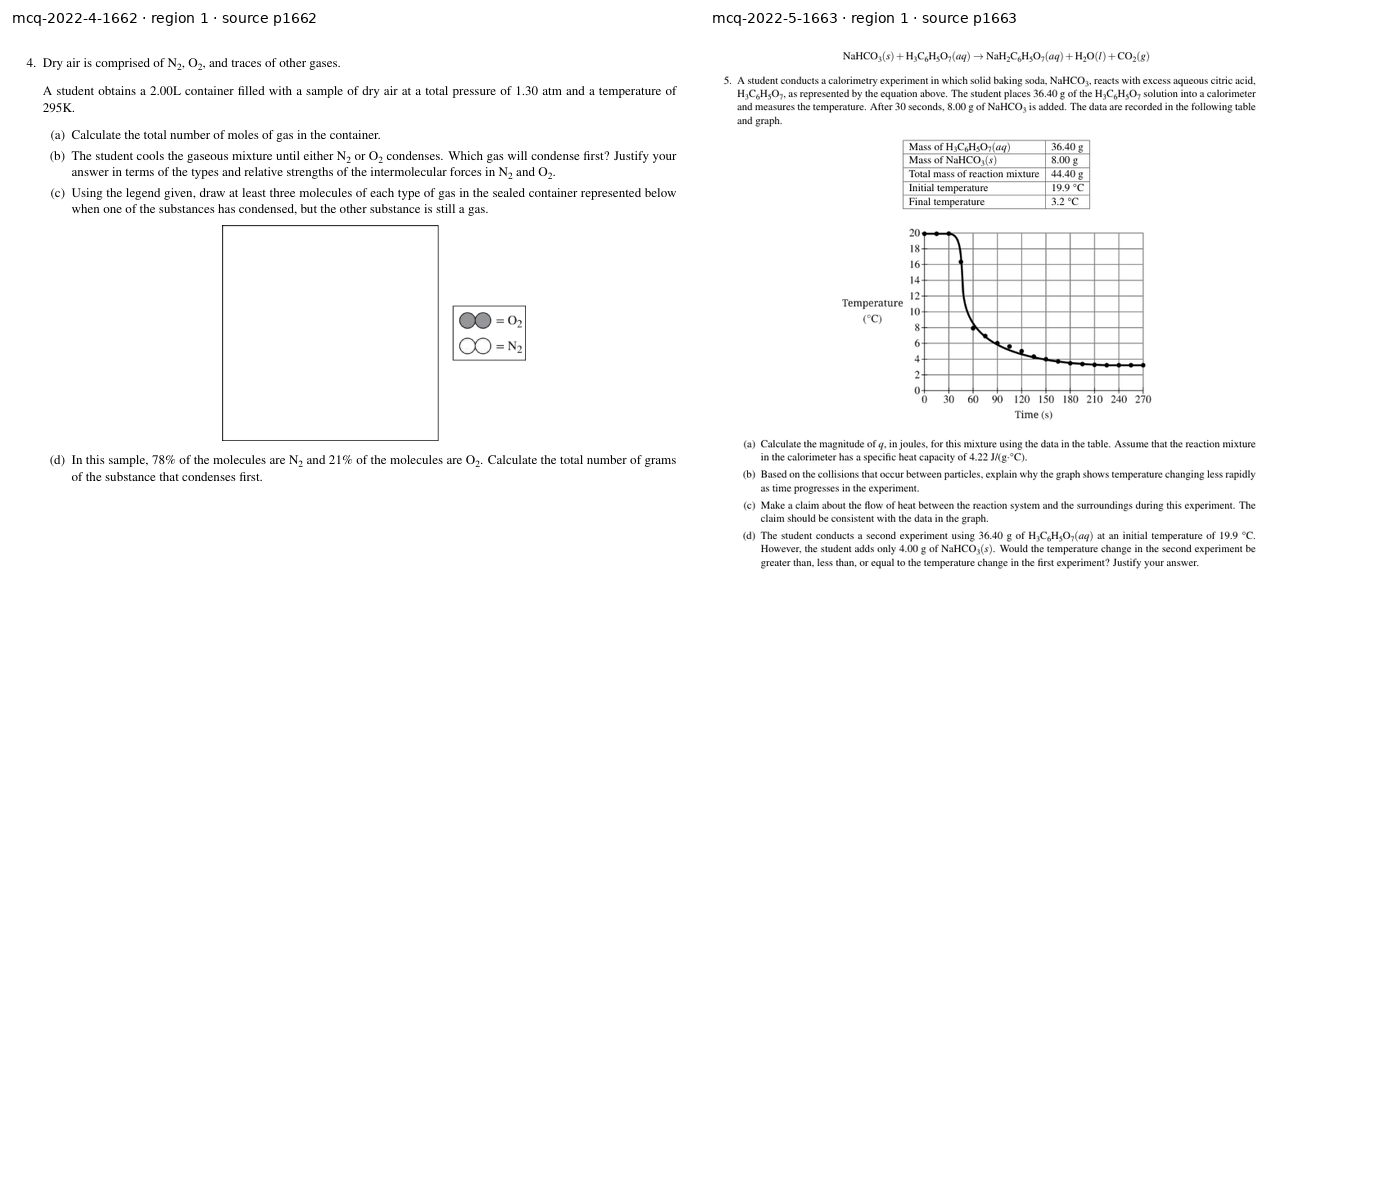 mcq-2022-4-1662 · region 1 · source p1662
4. Dry air is comprised of N₂, O₂, and traces of other gases.
A student obtains a 2.00L container filled with a sample of dry air at a total pressure of 1.30 atm and a temperature of
295K.
(a) Calculate the total number of moles of gas in the container.
(b) The student cools the gaseous mixture until either N₂ or O₂ condenses. Which gas will condense first? Justify your
answer in terms of the types and relative strengths of the intermolecular forces in N₂ and O₂.
(c) Using the legend given, draw at least three molecules of each type of gas in the sealed container represented below
when one of the substances has condensed, but the other substance is still a gas.
= O₂
= N₂
(d) In this sample, 78% of the molecules are N₂ and 21% of the molecules are O₂. Calculate the total number of grams
of the substance that condenses first.
mcq-2022-5-1663 · region 1 · source p1663
NaHCO₃(s) + H₃C₆H₅O₇(aq) → NaH₂C₆H₅O₇(aq) + H₂O(l) + CO₂(g)
5. A student conducts a calorimetry experiment in which solid baking soda, NaHCO₃, reacts with excess aqueous citric acid,
H₃C₆H₅O₇, as represented by the equation above. The student places 36.40 g of the H₃C₆H₅O₇ solution into a calorimeter
and measures the temperature. After 30 seconds, 8.00 g of NaHCO₃ is added. The data are recorded in the following table
and graph.
Mass of H₃C₆H₅O₇(aq) 36.40 g
Mass of NaHCO₃(s) 8.00 g
Total mass of reaction mixture 44.40 g
Initial temperature 19.9 °C
Final temperature 3.2 °C
20
18
16
14
12
10
8
6
4
2
0
Temperature
(°C)
0 30 60 90 120 150 180 210 240 270
Time (s)
(a) Calculate the magnitude of q, in joules, for this mixture using the data in the table. Assume that the reaction mixture
in the calorimeter has a specific heat capacity of 4.22 J/(g·°C).
(b) Based on the collisions that occur between particles, explain why the graph shows temperature changing less rapidly
as time progresses in the experiment.
(c) Make a claim about the flow of heat between the reaction system and the surroundings during this experiment. The
claim should be consistent with the data in the graph.
(d) The student conducts a second experiment using 36.40 g of H₃C₆H₅O₇(aq) at an initial temperature of 19.9 °C.
However, the student adds only 4.00 g of NaHCO₃(s). Would the temperature change in the second experiment be
greater than, less than, or equal to the temperature change in the first experiment? Justify your answer.